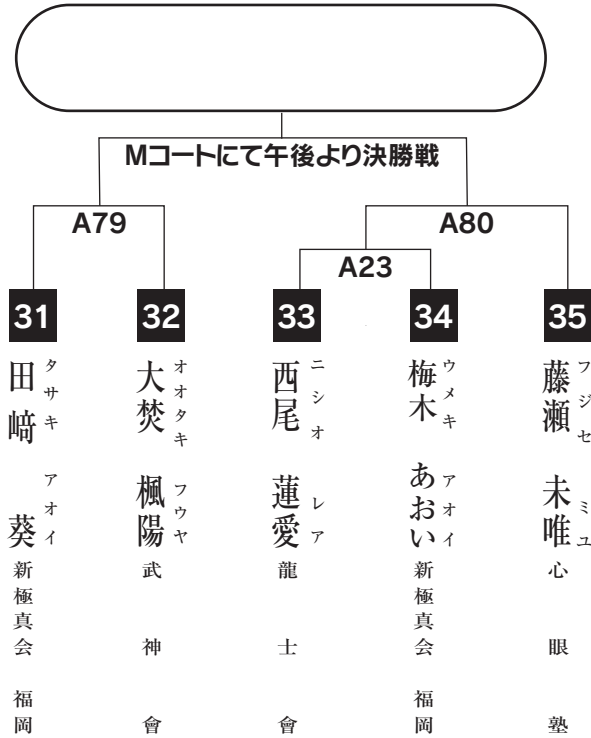 Mコートにて午後より決勝戦
A79
A80
A23
31
32
33
34
35
田﨑 葵
タサキ アオイ
新極真会 福岡
大焚 楓陽
オオタキ フウヤ
武神會
西尾 蓮愛
ニシオ レア
龍士會
梅木 あおい
ウメキ アオイ
新極真会 福岡
藤瀬 未唯
フジセ ミユ
心眼塾